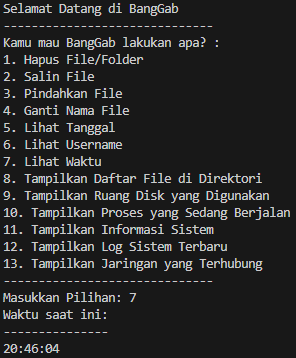 Selamat Datang di BangGab
------------------------------
Kamu mau BangGab lakukan apa? :
1. Hapus File/Folder
2. Salin File
3. Pindahkan File
4. Ganti Nama File
5. Lihat Tanggal
6. Lihat Username
7. Lihat Waktu
8. Tampilkan Daftar File di Direktori
9. Tampilkan Ruang Disk yang Digunakan
10. Tampilkan Proses yang Sedang Berjalan
11. Tampilkan Informasi Sistem
12. Tampilkan Log Sistem Terbaru
13. Tampilkan Jaringan yang Terhubung
------------------------------
Masukkan Pilihan: 7
Waktu saat ini:
---------------
20:46:04